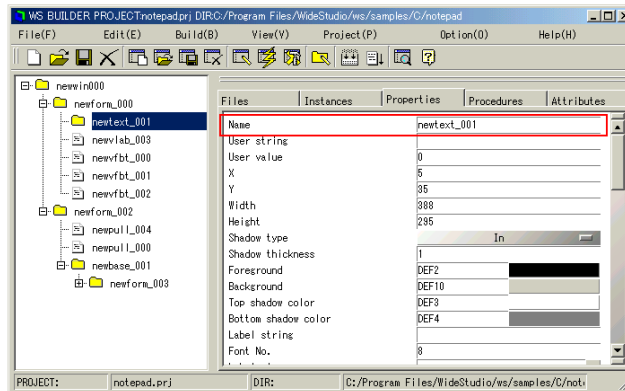 WS BUILDER PROJECT:notepad.prj DIRC:/Program Files/WideStudio/ws/samples/C/notepad
File(F) Edit(E) Build(B) View(V) Project(P) Option(O) Help(H)
newwin000
newform_000
newtext_001
newvlab_003
newvfbt_000
newvfbt_001
newvfbt_002
newform_002
newpull_004
newpull_000
newbase_001
newform_003
Files Instances Properties Procedures Attributes
Name newtext_001
User string
User value 0
X 5
Y 35
Width 388
Height 295
Shadow type In
Shadow thickness 1
Foreground DEF2
Background DEF10
Top shadow color DEF3
Bottom shadow color DEF4
Label string
Font No. 8
PROJECT: notepad.prj DIR: C:/Program Files/WideStudio/ws/samples/C/not